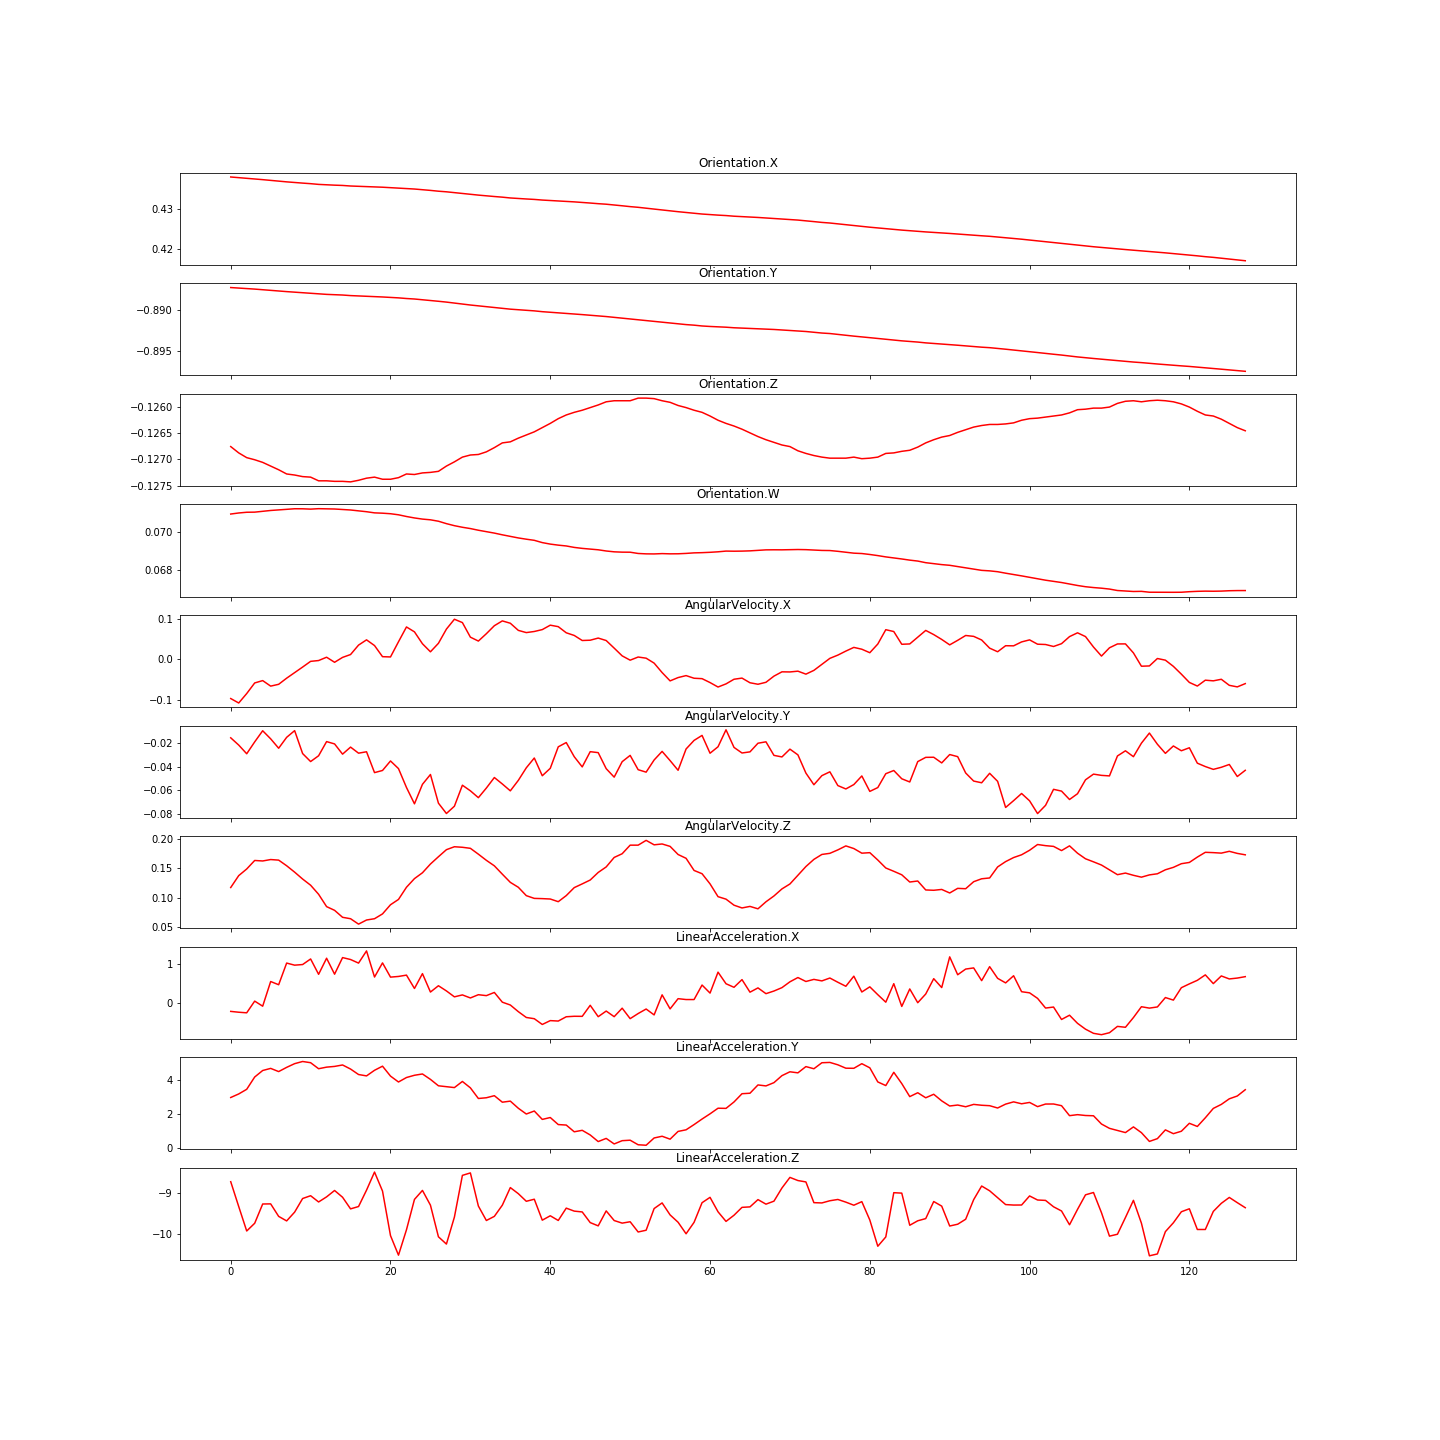 Orientation.X
0.43
0.42
Orientation.Y
−0.890
−0.895
Orientation.Z
−0.1260
−0.1265
−0.1270
−0.1275
Orientation.W
0.070
0.068
AngularVelocity.X
0.1
0.0
−0.1
AngularVelocity.Y
−0.02
−0.04
−0.06
−0.08
AngularVelocity.Z
0.20
0.15
0.10
0.05
LinearAcceleration.X
1
0
LinearAcceleration.Y
4
2
0
LinearAcceleration.Z
−9
−10
0 20 40 60 80 100 120